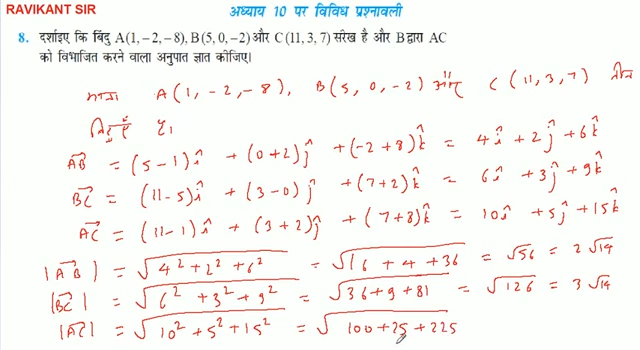 RAVIKANT SIR
अध्याय 10 पर विविध प्रश्नावली
8. दर्शाइए कि बिंदु A(1, −2, −8), B(5, 0, −2) और C(11, 3, 7) संरेख है और B द्वारा AC
को विभाजित करने वाला अनुपात ज्ञात कीजिए।
माना A(1, -2, -8), B(5, 0, -2) और C(11, 3, 7) तीन
बिंदुएँ हैं।
AB⃗ = (5-1)î + (0+2)ĵ + (-2+8)k̂ = 4î + 2ĵ + 6k̂
BC⃗ = (11-5)î + (3-0)ĵ + (7+2)k̂ = 6î + 3ĵ + 9k̂
AC⃗ = (11-1)î + (3+2)ĵ + (7+8)k̂ = 10î + 5ĵ + 15k̂
|AB⃗| = √(4²+2²+6²) = √(16+4+36) = √56 = 2√14
|BC⃗| = √(6²+3²+9²) = √(36+9+81) = √126 = 3√14
|AC⃗| = √(10²+5²+15²) = √(100+25+225